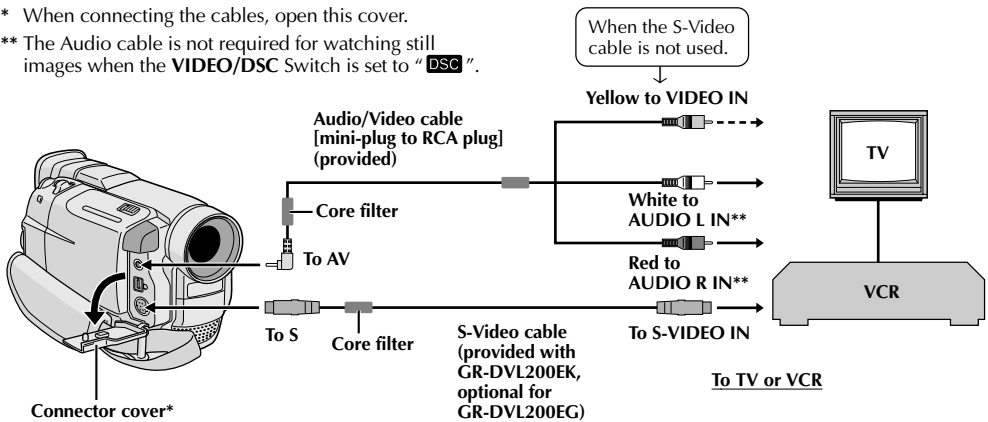 * When connecting the cables, open this cover.
** The Audio cable is not required for watching still
images when the VIDEO/DSC Switch is set to “ DSC ”.
When the S-Video
cable is not used.
Yellow to VIDEO IN
Audio/Video cable
[mini-plug to RCA plug]
(provided)
TV
Core filter
White to
AUDIO L IN**
To AV
Red to
AUDIO R IN**
VCR
To S
Core filter
S-Video cable
(provided with
GR-DVL200EK,
optional for
GR-DVL200EG)
To S-VIDEO IN
To TV or VCR
Connector cover*